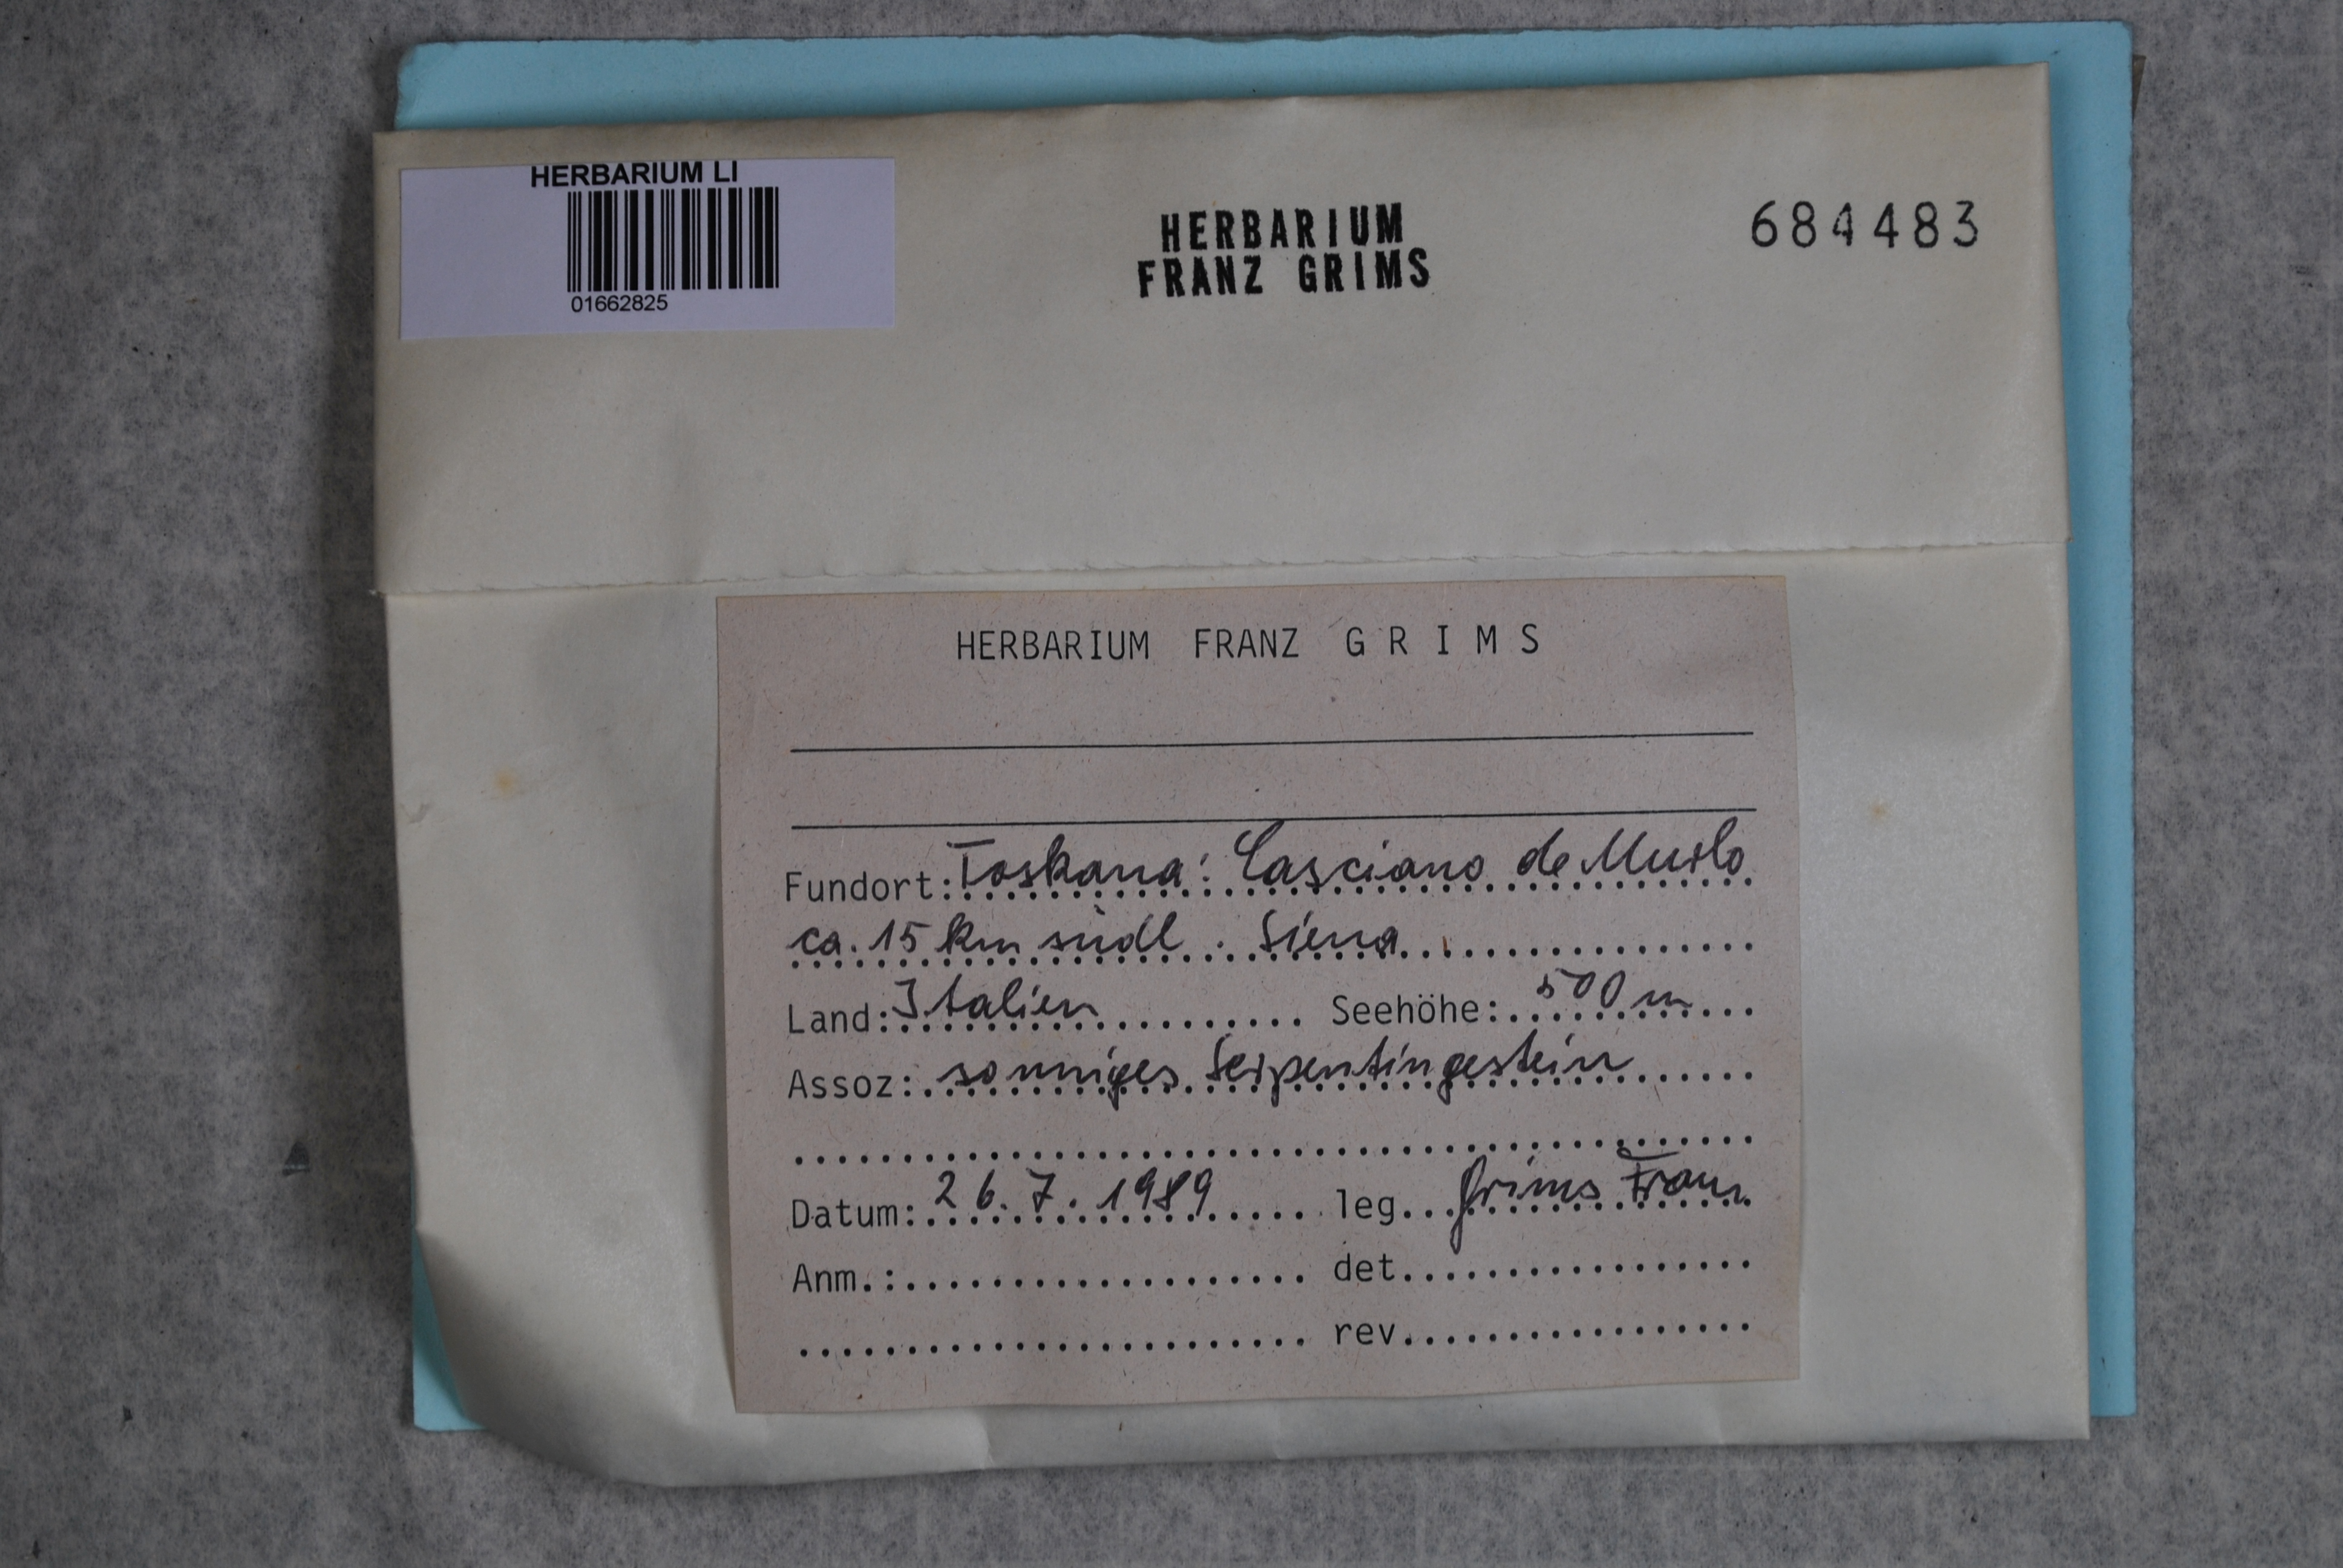 HERBARIUM LI
01662825
HERBARIUM
FRANZ GRIMS
684483
HERBARIUM FRANZ G R I M S
Fundort: Toskana: Casciano de Murlo
ca. 15 km südl. Siena
Land: Italien Seehöhe: 500 m
Assoz: sonniges Serpentingestein
Datum: 26. 7. 1989 leg. Grims Franz
Anm.: det.
rev.